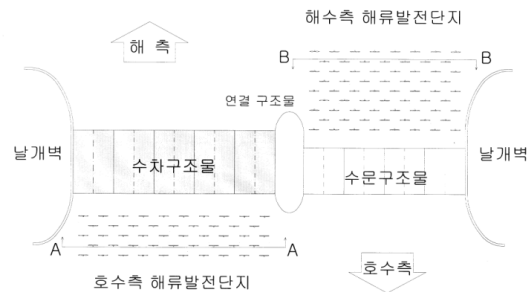 해수측 해류발전단지
해 측
B B
연결 구조물
날개벽
수차구조물
수문구조물
날개벽
A A
호수측 해류발전단지
호수측